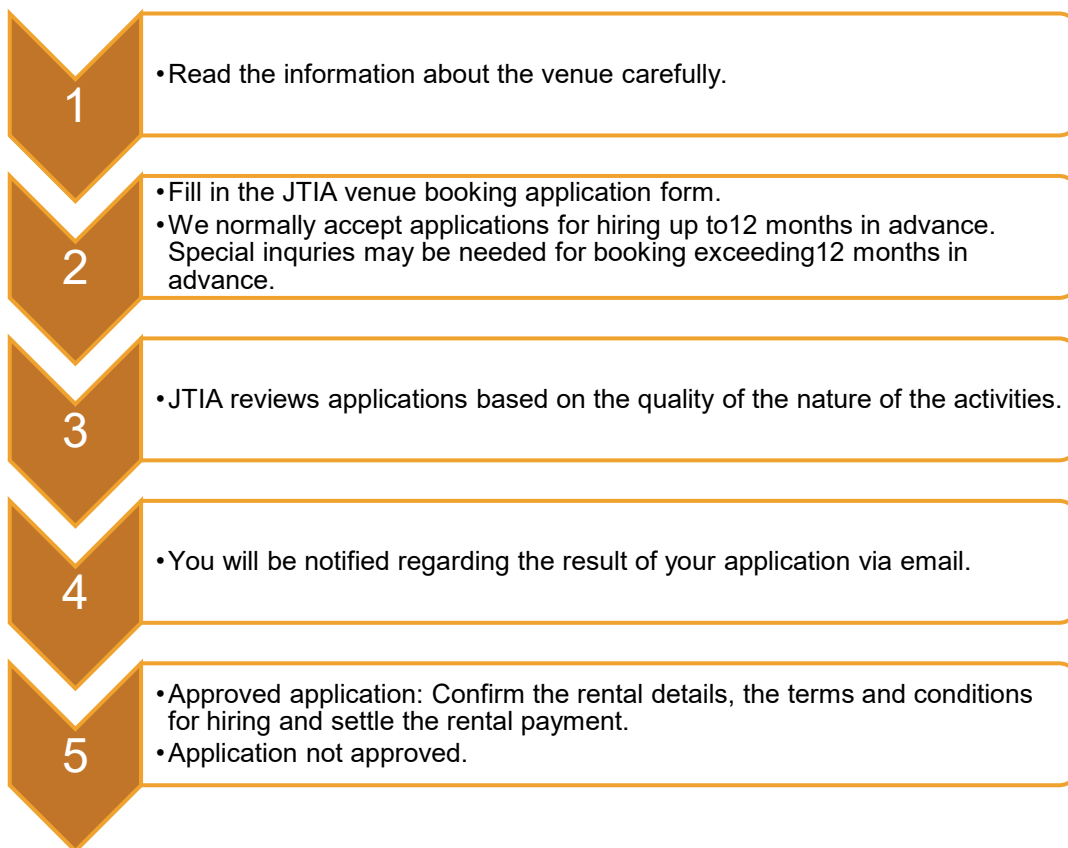 1
•Read the information about the venue carefully.
2
•Fill in the JTIA venue booking application form.
•We normally accept applications for hiring up to12 months in advance.
Special inquries may be needed for booking exceeding12 months in
advance.
3
•JTIA reviews applications based on the quality of the nature of the activities.
4
•You will be notified regarding the result of your application via email.
5
•Approved application: Confirm the rental details, the terms and conditions
for hiring and settle the rental payment.
•Application not approved.